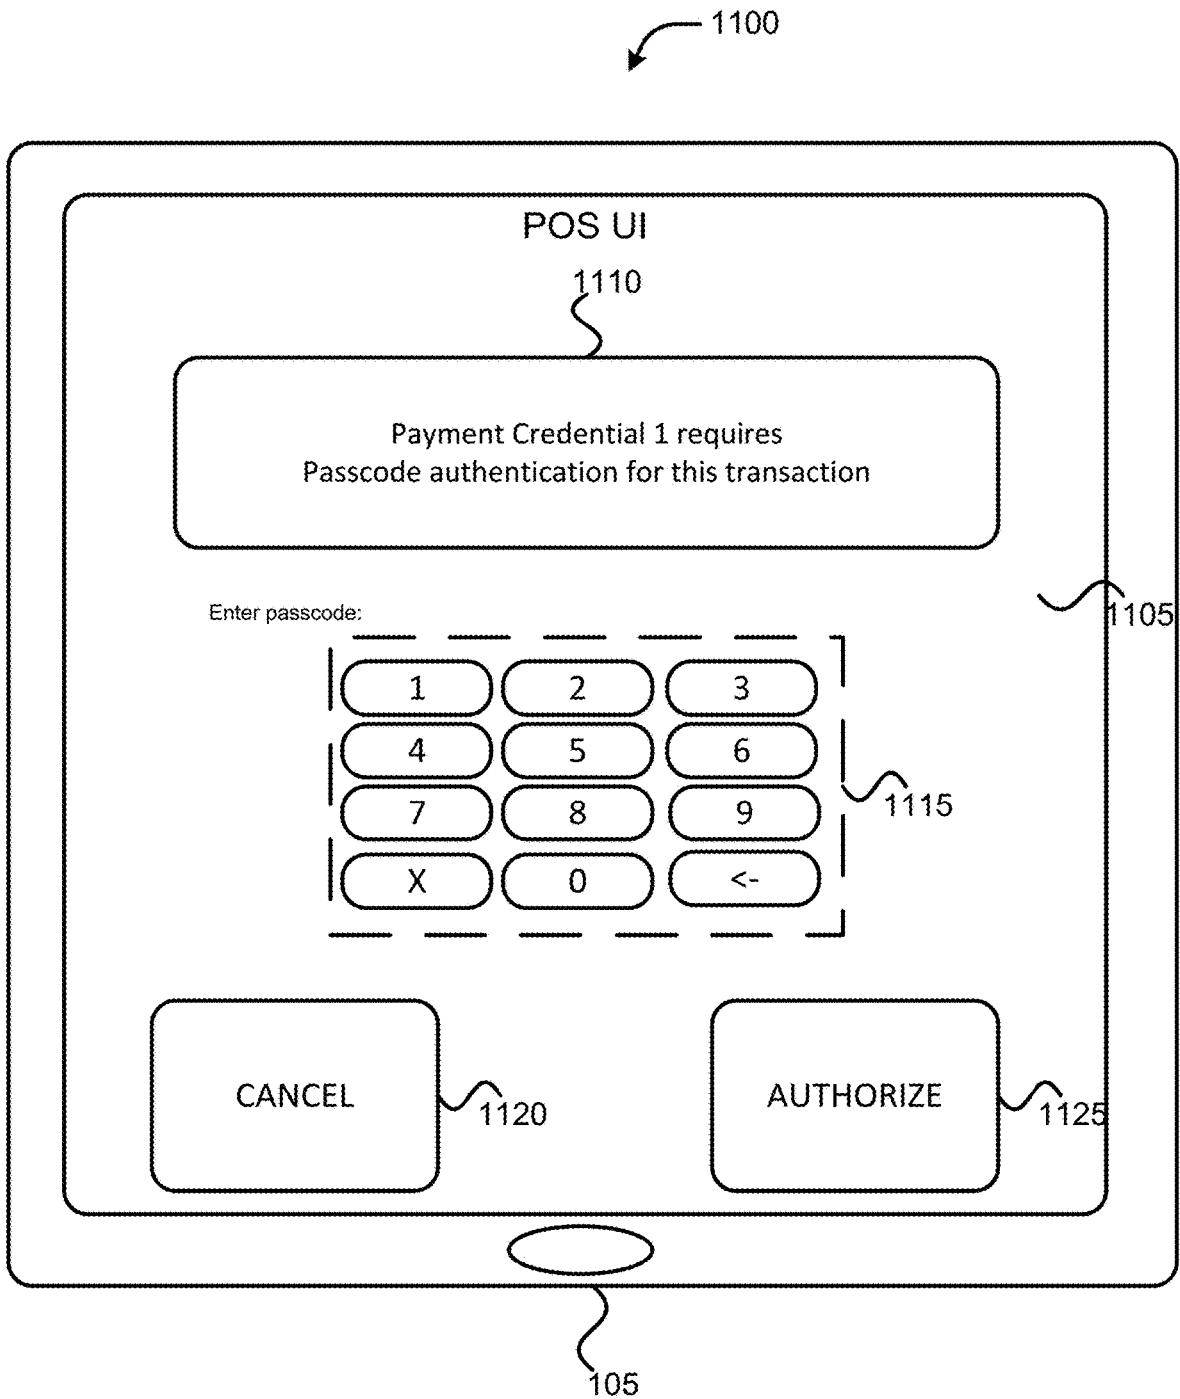 1100
POS UI
1110
Payment Credential 1 requires
Passcode authentication for this transaction
Enter passcode:
1105
1 2 3
4 5 6
7 8 9
X 0 <-
1115
CANCEL
1120
AUTHORIZE
1125
105